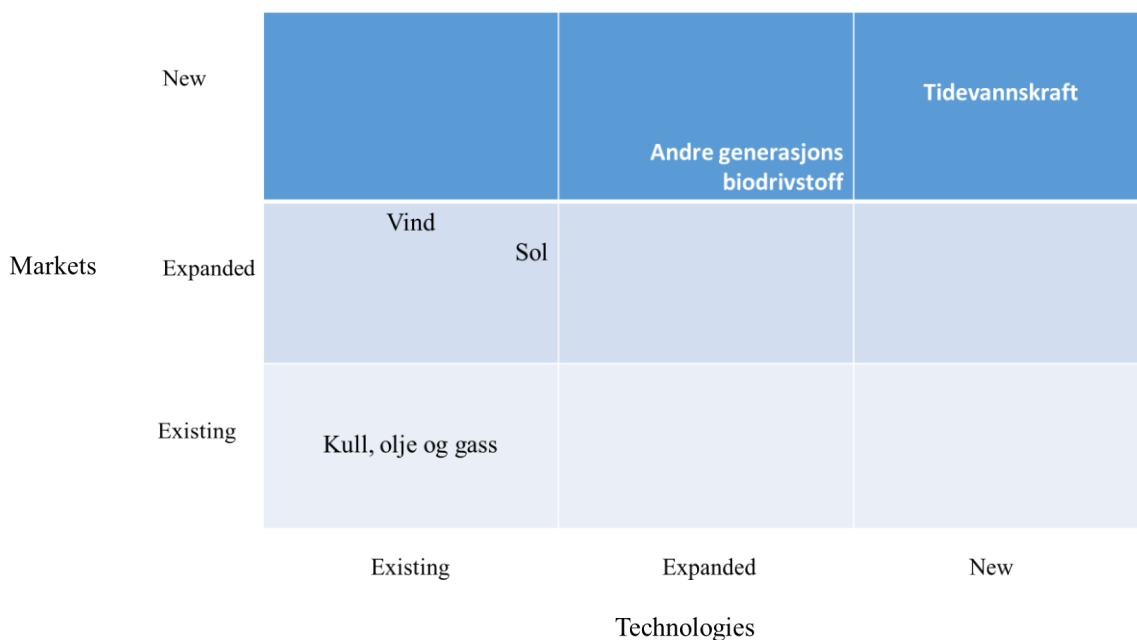 New
Tidevannskraft
Andre generasjons
biodrivstoff
Vind
Sol
Markets
Expanded
Existing
Kull, olje og gass
Existing
Expanded
New
Technologies